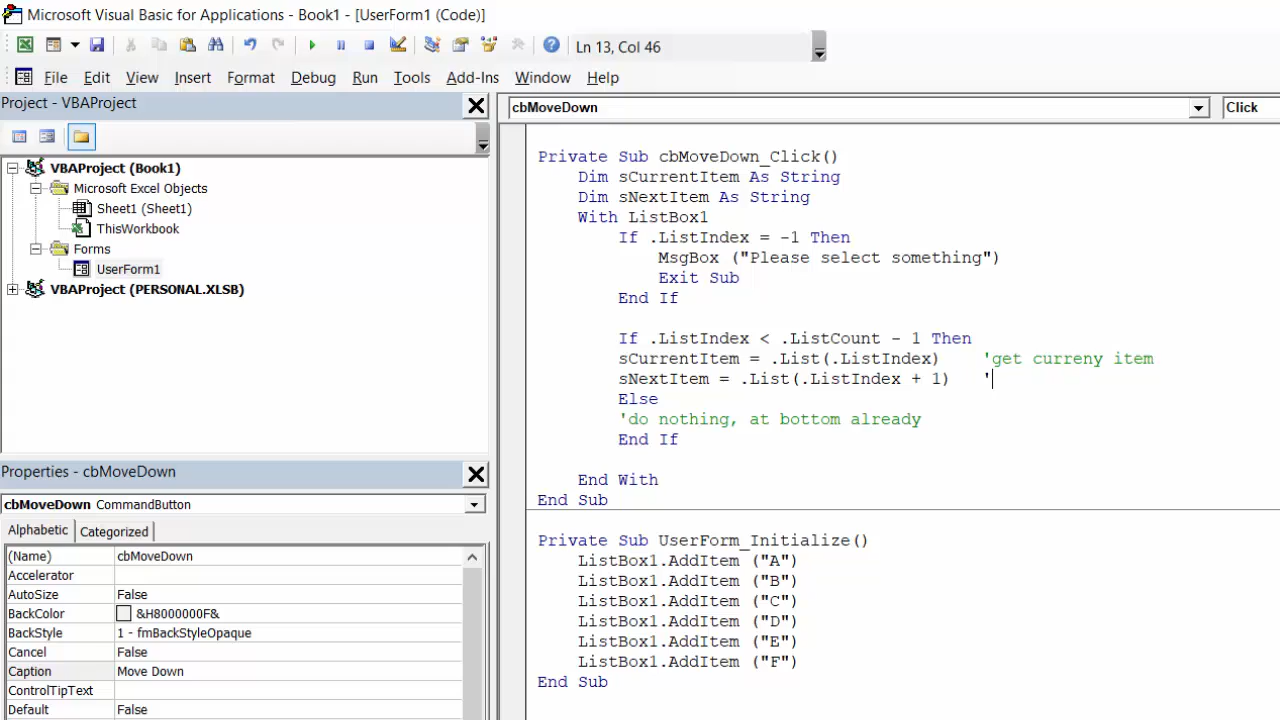 Microsoft Visual Basic for Applications - Book1 - [UserForm1 (Code)]
Ln 13, Col 46
File Edit View Insert Format Debug Run Tools Add-Ins Window Help
Project - VBAProject
VBAProject (Book1)
Microsoft Excel Objects
Sheet1 (Sheet1)
ThisWorkbook
Forms
UserForm1
VBAProject (PERSONAL.XLSB)
Properties - cbMoveDown
cbMoveDown CommandButton
Alphabetic Categorized
(Name) cbMoveDown
Accelerator
AutoSize False
BackColor &H8000000F&
BackStyle 1 - fmBackStyleOpaque
Cancel False
Caption Move Down
ControlTipText
Default False
cbMoveDown Click
Private Sub cbMoveDown_Click()
Dim sCurrentItem As String
Dim sNextItem As String
With ListBox1
If .ListIndex = -1 Then
MsgBox ("Please select something")
Exit Sub
End If
If .ListIndex < .ListCount - 1 Then
sCurrentItem = .List(.ListIndex) 'get curreny item
sNextItem = .List(.ListIndex + 1) '
Else
'do nothing, at bottom already
End If
End With
End Sub
Private Sub UserForm_Initialize()
ListBox1.AddItem ("A")
ListBox1.AddItem ("B")
ListBox1.AddItem ("C")
ListBox1.AddItem ("D")
ListBox1.AddItem ("E")
ListBox1.AddItem ("F")
End Sub